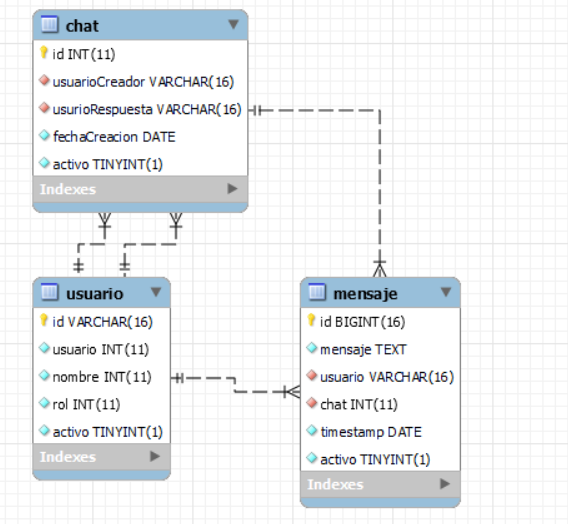 chat
id INT(11)
usuarioCreador VARCHAR(16)
usurioRespuesta VARCHAR(16)
fechaCreacion DATE
activo TINYINT(1)
Indexes
usuario
id VARCHAR(16)
usuario INT(11)
nombre INT(11)
rol INT(11)
activo TINYINT(1)
Indexes
mensaje
id BIGINT(16)
mensaje TEXT
usuario VARCHAR(16)
chat INT(11)
timestamp DATE
activo TINYINT(1)
Indexes